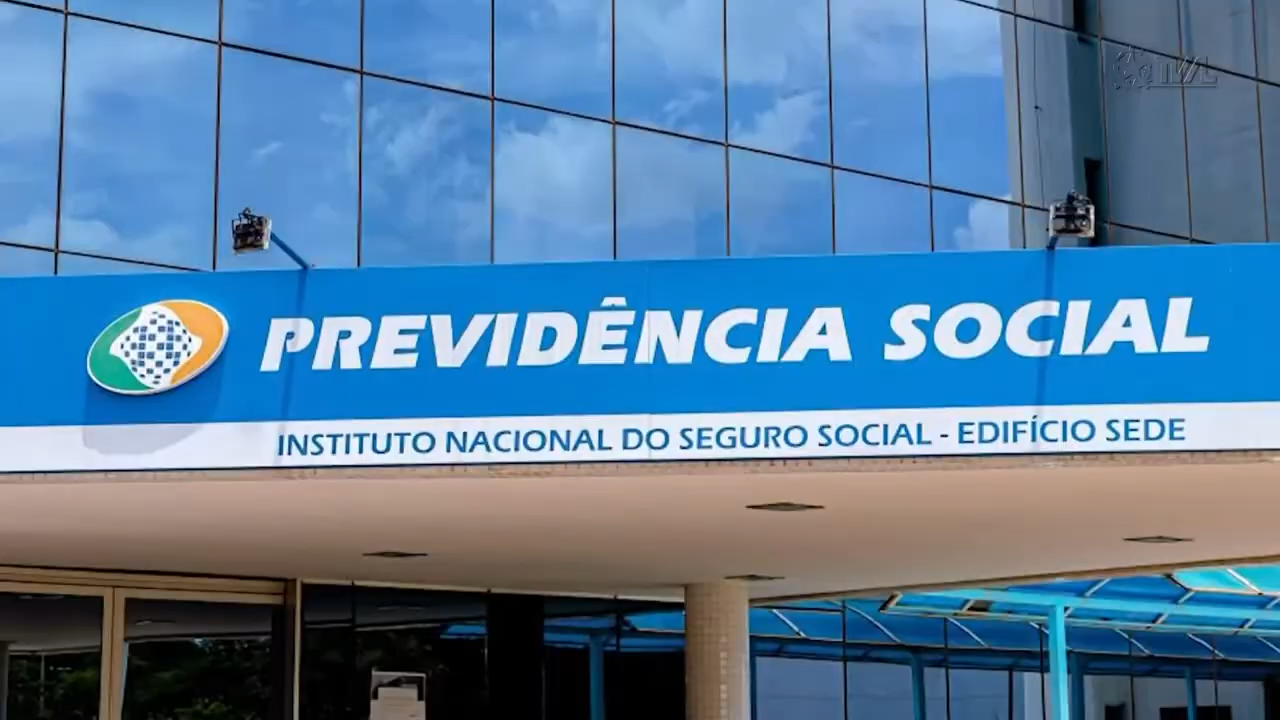 PREVIDÊNCIA SOCIAL
INSTITUTO NACIONAL DO SEGURO SOCIAL - EDIFÍCIO SEDE